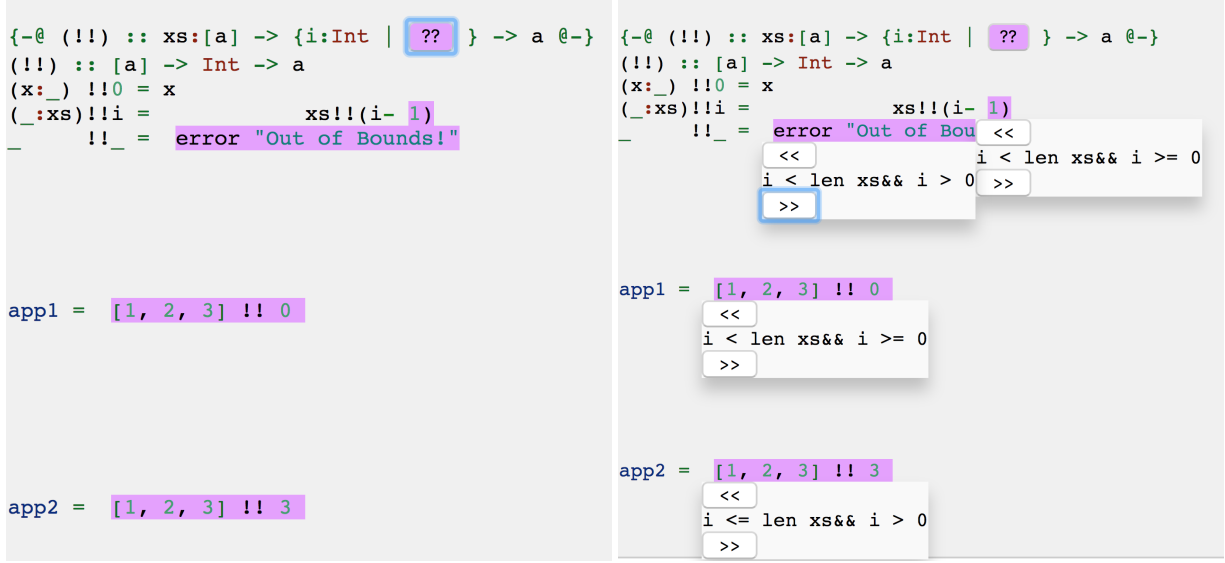 {-@ (!!) :: xs:[a] -> {i:Int | ?? } -> a @-}
(!!) :: [a] -> Int -> a
(x:_) !!0 = x
(_:xs)!!i = xs!!(i- 1)
_ !!_ = error "Out of Bounds!"
app1 = [1, 2, 3] !! 0
app2 = [1, 2, 3] !! 3
{-@ (!!) :: xs:[a] -> {i:Int | ?? } -> a @-}
(!!) :: [a] -> Int -> a
(x:_) !!0 = x
(_:xs)!!i = xs!!(i- 1)
_ !!_ = error "Out of Bou
<<
i < len xs&& i > 0
>>
<<
i < len xs&& i >= 0
>>
app1 = [1, 2, 3] !! 0
<<
i < len xs&& i >= 0
>>
app2 = [1, 2, 3] !! 3
<<
i <= len xs&& i > 0
>>